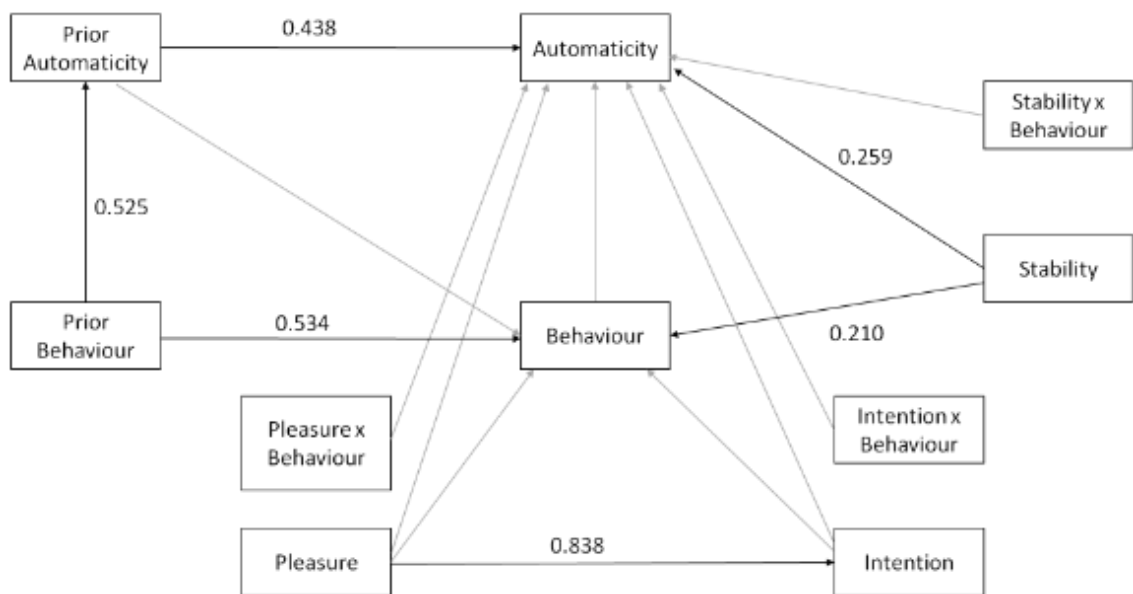 Prior
Automaticity
0.438
Automaticity
Stability x
Behaviour
0.259
0.525
Stability
Prior
Behaviour
0.534
Behaviour
0.210
Pleasure x
Behaviour
Intention x
Behaviour
Pleasure
0.838
Intention